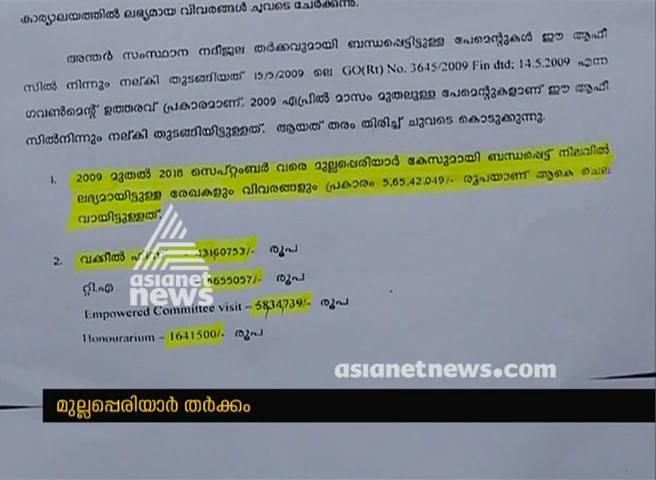 കാര്യാലയത്തിൽ ലഭ്യമായ വിവരങ്ങൾ ചുവടെ ചേർക്കുന്നു.
അന്തർ സംസ്ഥാന നദീജല തർക്കവുമായി ബന്ധപ്പെട്ടിട്ടുള്ള പേമെന്റുകൾ ഈ ആഫീ
സിൽ നിന്നും നല്കി തുടങ്ങിയത് 15/5/2009 ലെ GO(Rt) No. 3645/2009 Fin dtd; 14.5.2009 എന്ന
ഗവൺമെന്റ് ഉത്തരവ് പ്രകാരമാണ്. 2009 ഏപ്രിൽ മാസം മുതലുള്ള പേമെന്റുകളാണ് ഈ ആഫീ
സിൽനിന്നും നല്കി തുടങ്ങിയിട്ടുള്ളത്. ആയത് തരം തിരിച്ച് ചുവടെ കൊടുക്കുന്നു.
1. 2009 മുതൽ 2018 സെപ്റ്റംബർ വരെ മുല്ലപ്പെരിയാർ കേസുമായി ബന്ധപ്പെട്ട് നിലവിൽ
ലഭ്യമായിട്ടുള്ള രേഖകളും വിവരങ്ങളും പ്രകാരം 5,65,42,049/- രൂപയാണ് ആകെ ചെല
വായിട്ടുള്ളത്.
2. വക്കീൽ 43160753/- രൂപ
റ്റി.എ 5655057/- രൂപ
Empowered Committee visit – 5834739/- രൂപ
Honourarium – 1641500/- രൂപ
asianet
news
asianetnews.com
മുല്ലപ്പെരിയാർ തർക്കം